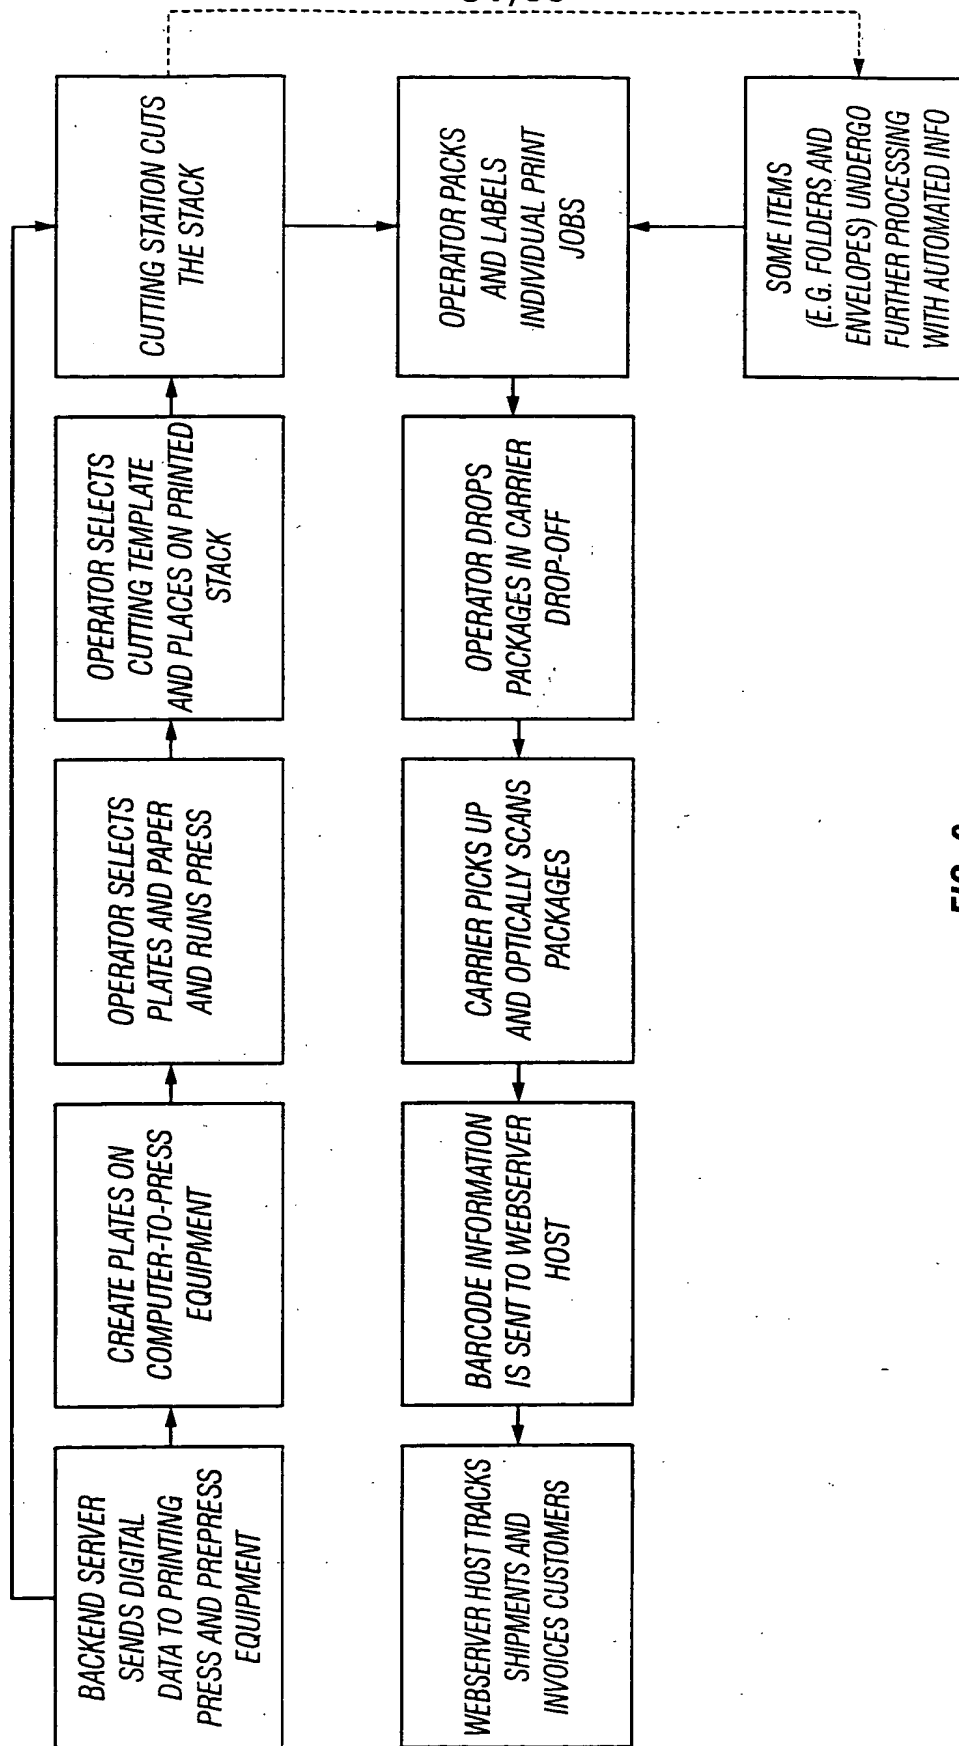 BACKEND SERVER
SENDS DIGITAL
DATA TO PRINTING
PRESS AND PREPRESS
EQUIPMENT
CREATE PLATES ON
COMPUTER-TO-PRESS
EQUIPMENT
OPERATOR SELECTS
PLATES AND PAPER
AND RUNS PRESS
OPERATOR SELECTS
CUTTING TEMPLATE
AND PLACES ON PRINTED
STACK
CUTTING STATION CUTS
THE STACK
WEBSERVER HOST TRACKS
SHIPMENTS AND
INVOICES CUSTOMERS
BARCODE INFORMATION
IS SENT TO WEBSERVER
HOST
CARRIER PICKS UP
AND OPTICALLY SCANS
PACKAGES
OPERATOR DROPS
PACKAGES IN CARRIER
DROP-OFF
OPERATOR PACKS
AND LABELS
INDIVIDUAL PRINT
JOBS
SOME ITEMS
(E.G. FOLDERS AND
ENVELOPES) UNDERGO
FURTHER PROCESSING
WITH AUTOMATED INFO
FIG.